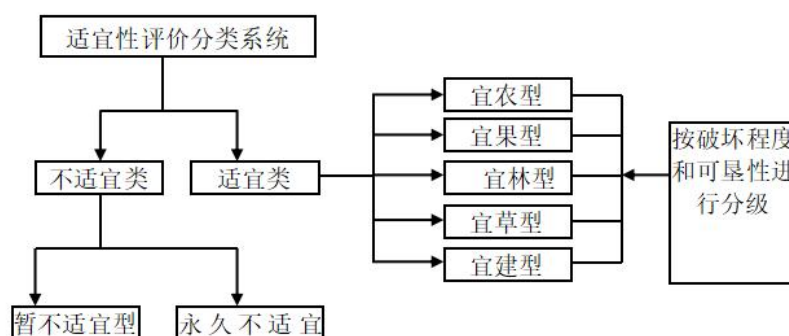 适宜性评价分类系统
宜农型
宜果型
按破坏程度
和可垦性进
行分级
不适宜类
适宜类
宜林型
宜草型
宜建型
暂不适宜型
永久不适宜